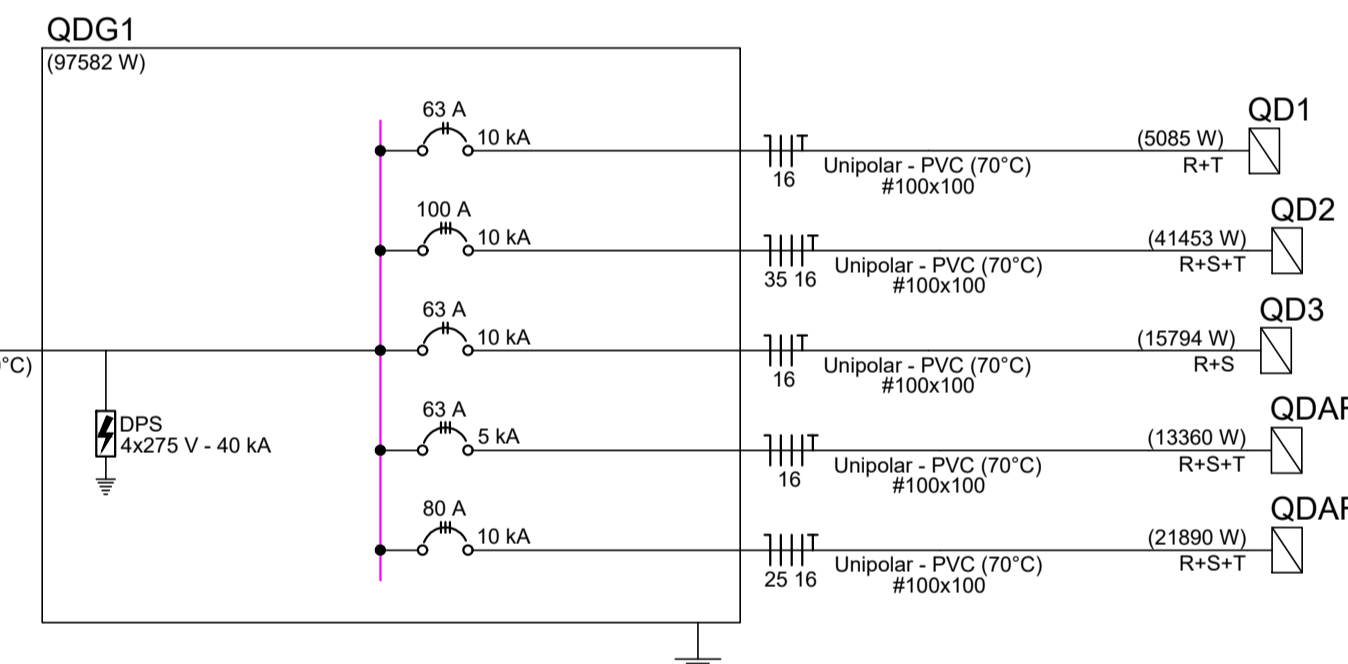 QDG1
(97582 W)
63 A
10 kA
16
Unipolar - PVC (70°C)
#100x100
(5085 W)
R+T
QD1
100 A
10 kA
35 16
Unipolar - PVC (70°C)
#100x100
(41453 W)
R+S+T
QD2
63 A
10 kA
16
Unipolar - PVC (70°C)
#100x100
(15794 W)
R+S
QD3
°C)
DPS
4x275 V - 40 kA
63 A
5 kA
16
Unipolar - PVC (70°C)
#100x100
(13360 W)
R+S+T
80 A
10 kA
25 16
Unipolar - PVC (70°C)
#100x100
(21890 W)
R+S+T